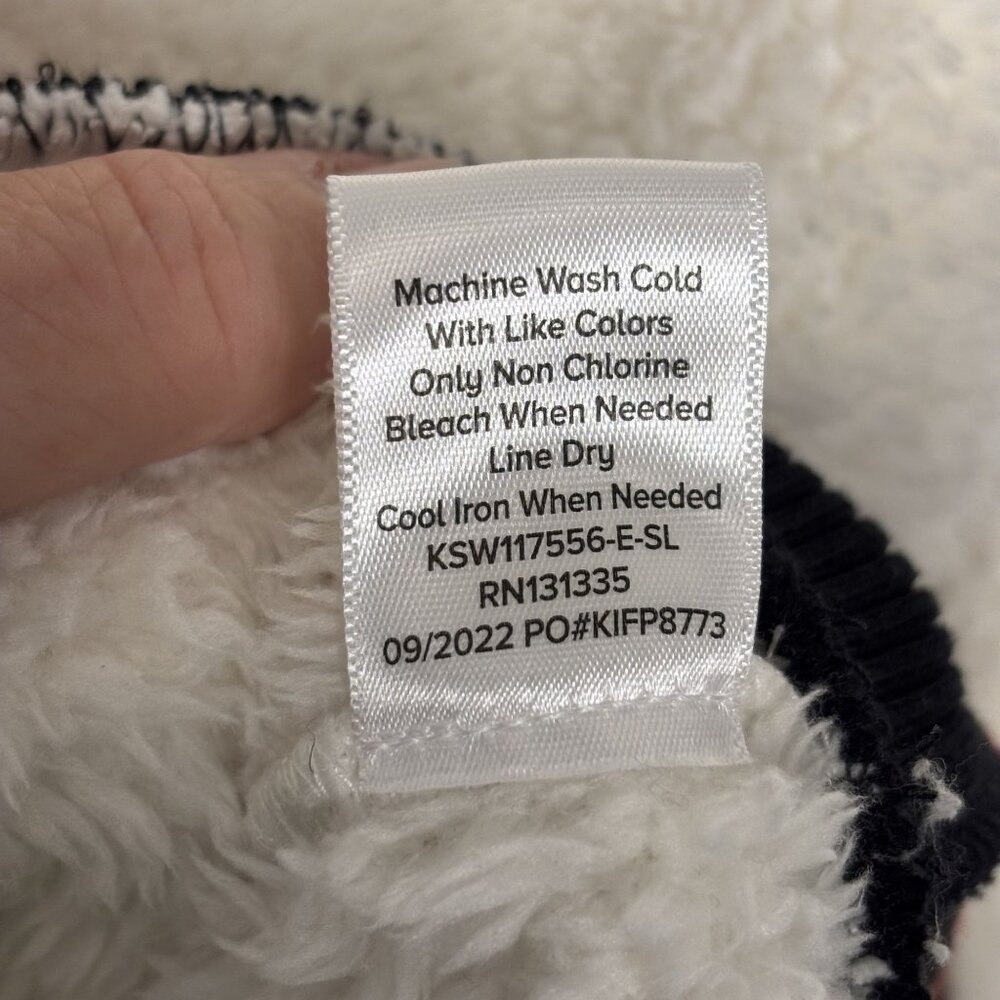 Machine Wash Cold
With Like Colors
Only Non Chlorine
Bleach When Needed
Line Dry
Cool Iron When Needed
KSW117556-E-SL
RN131335
09/2022 PO#KIFP8773